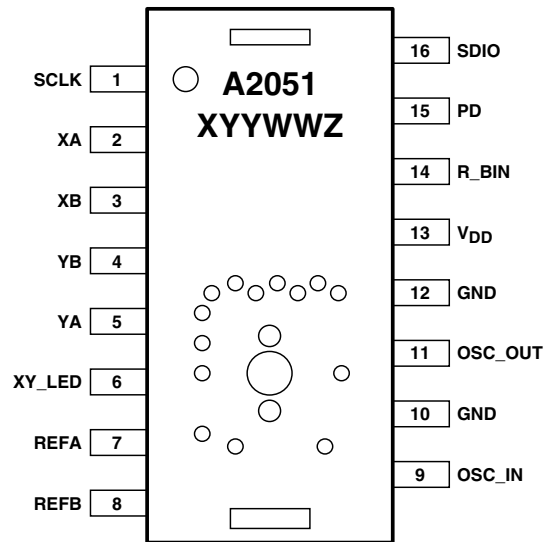 A2051
XYYWWZ
SCLK 1
XA 2
XB 3
YB 4
YA 5
XY_LED 6
REFA 7
REFB 8
16 SDIO
15 PD
14 R_BIN
13 VDD
12 GND
11 OSC_OUT
10 GND
9 OSC_IN